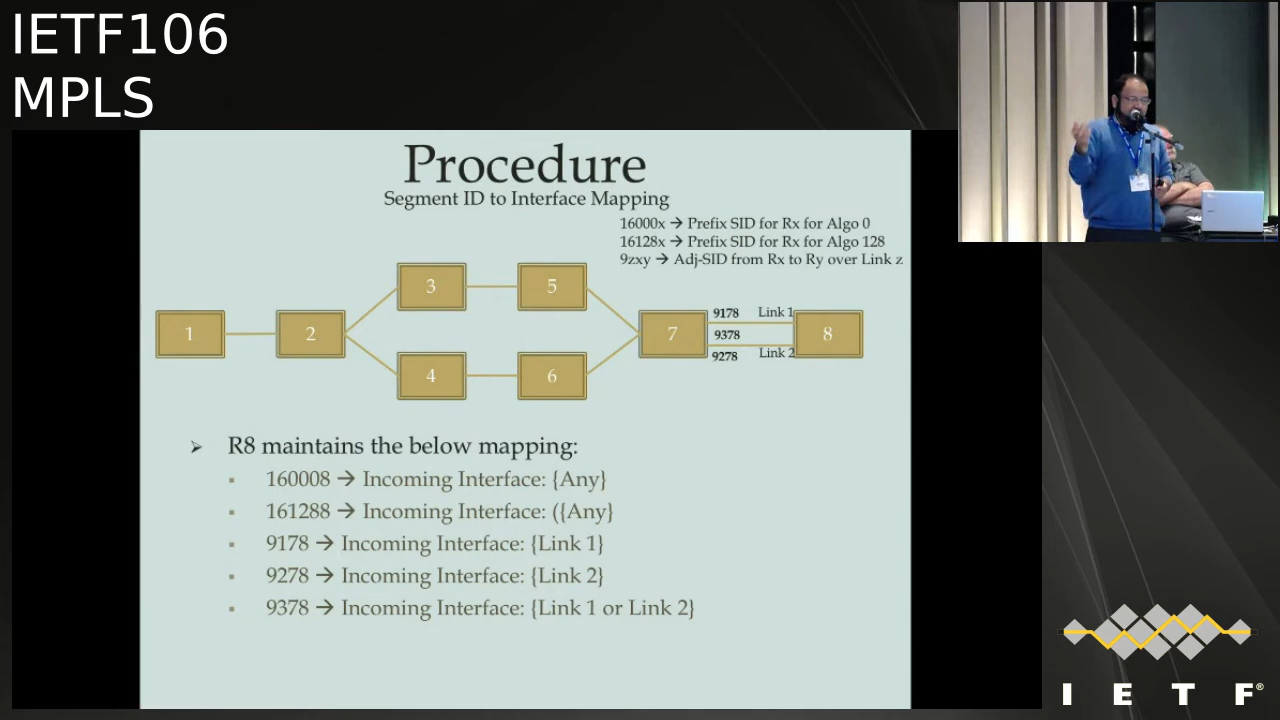 IETF106
MPLS
Procedure
Segment ID to Interface Mapping
16000x → Prefix SID for Rx for Algo 0
16128x → Prefix SID for Rx for Algo 128
9zxy → Adj-SID from Rx to Ry over Link z
3
5
9178
Link 1
1
2
7
9378
8
9278
Link 2
4
6
➢ R8 maintains the below mapping:
▪ 160008 → Incoming Interface: {Any}
▪ 161288 → Incoming Interface: ({Any}
▪ 9178 → Incoming Interface: {Link 1}
▪ 9278 → Incoming Interface: {Link 2}
▪ 9378 → Incoming Interface: {Link 1 or Link 2}
I E T F®